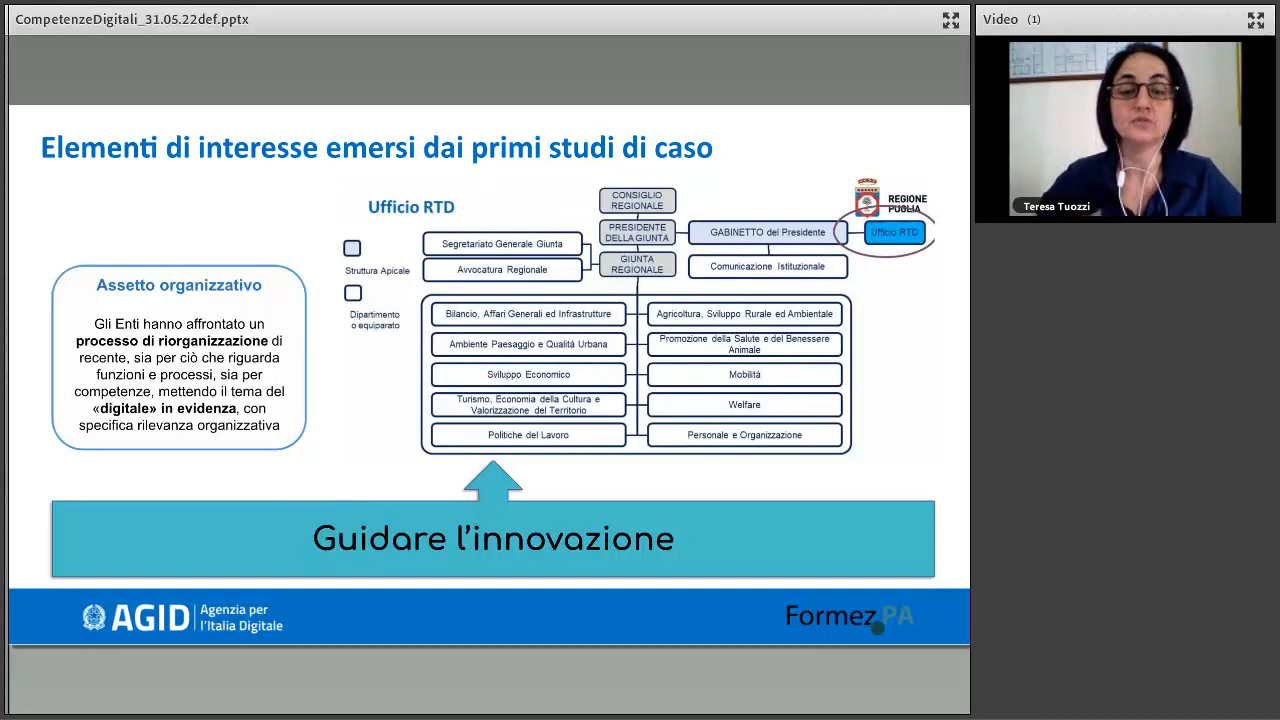 CompetenzeDigitali_31.05.22def.pptx
Video (1)
Teresa Tuozzi
Elementi di interesse emersi dai primi studi di caso
Ufficio RTD
CONSIGLIO
REGIONALE
REGIONE
PUGLIA
PRESIDENTE
DELLA GIUNTA
GABINETTO del Presidente
Ufficio RTD
Segretariato Generale Giunta
Avvocatura Regionale
GIUNTA
REGIONALE
Comunicazione Istituzionale
Struttura Apicale
Dipartimento
o equiparato
Assetto organizzativo
Gli Enti hanno affrontato un
processo di riorganizzazione di
recente, sia per ciò che riguarda
funzioni e processi, sia per
competenze, mettendo il tema del
«digitale» in evidenza, con
specifica rilevanza organizzativa
Bilancio, Affari Generali ed Infrastrutture
Agricoltura, Sviluppo Rurale ed Ambientale
Ambiente Paesaggio e Qualità Urbana
Promozione della Salute e del Benessere
Animale
Sviluppo Economico
Mobilità
Turismo, Economia della Cultura e
Valorizzazione del Territorio
Welfare
Politiche del Lavoro
Personale e Organizzazione
Guidare l'innovazione
AGID
Agenzia per
l'Italia Digitale
Formez PA